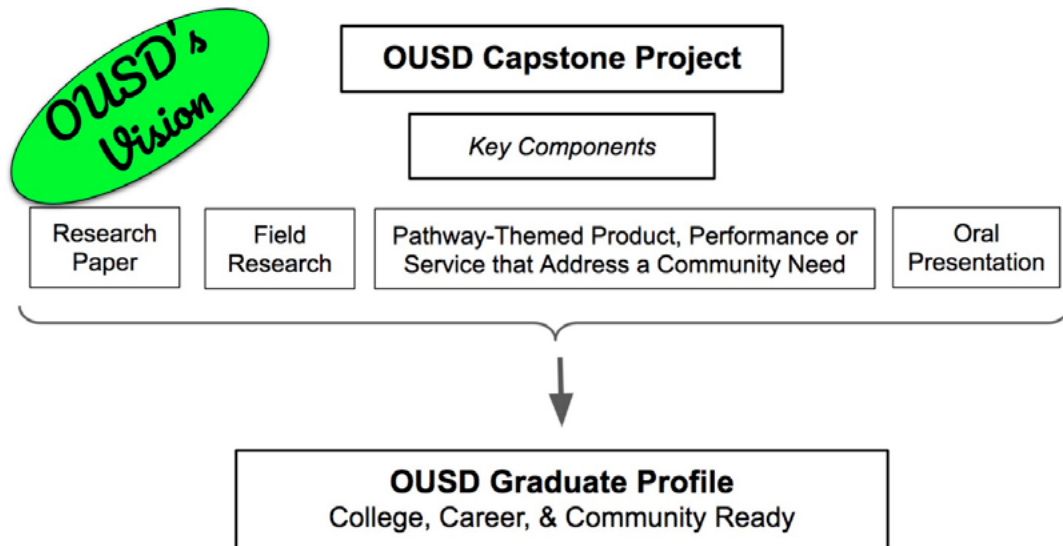 OUSD's
Vision
OUSD Capstone Project
Key Components
Research
Paper
Field
Research
Pathway-Themed Product, Performance or
Service that Address a Community Need
Oral
Presentation
OUSD Graduate Profile
College, Career, & Community Ready